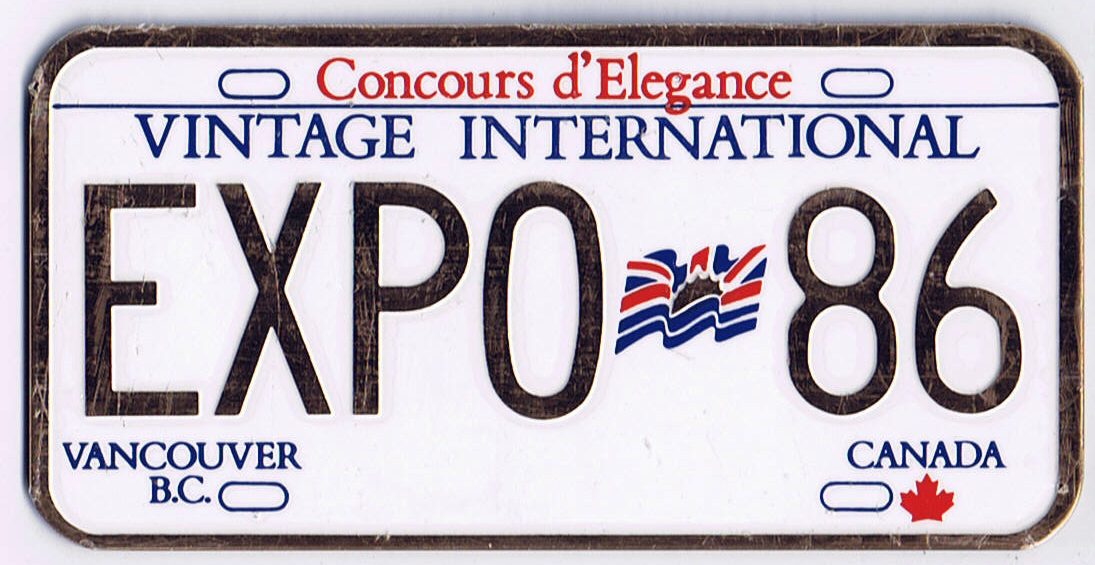 Concours d'Elegance
VINTAGE INTERNATIONAL
EXPO 86
VANCOUVER CANADA
B.C.